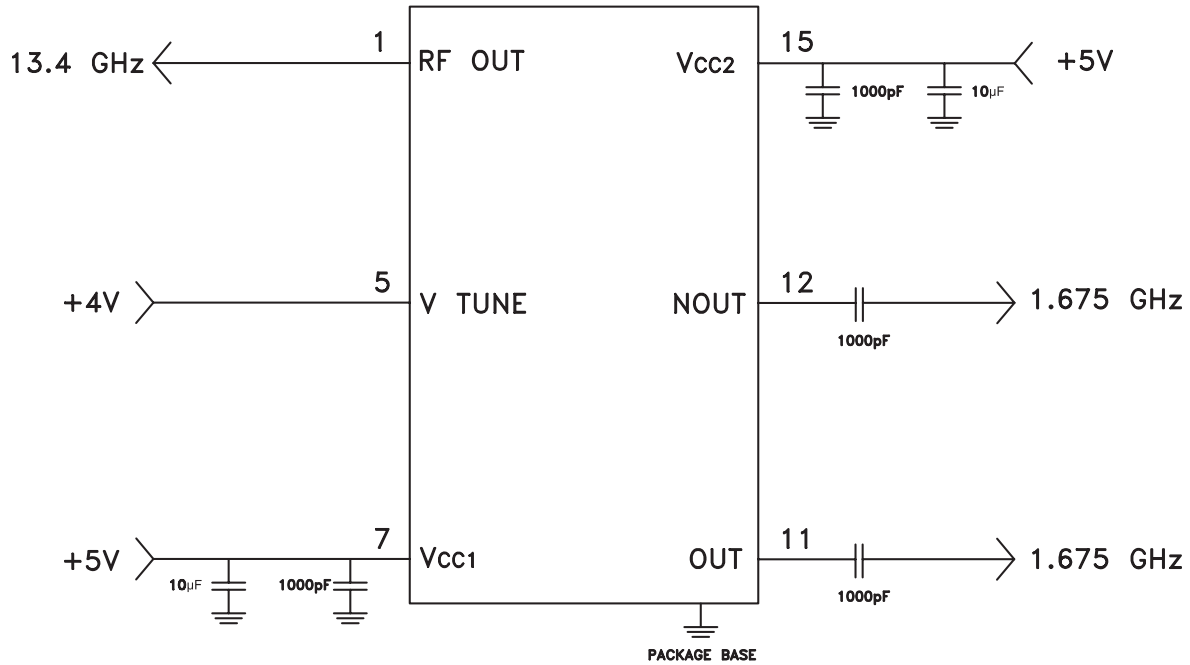 1
15
13.4 GHz
RF OUT
VCC2
+5V
1000pF
10µF
5
12
+4V
V TUNE
NOUT
1.675 GHz
1000pF
7
11
+5V
VCC1
OUT
1.675 GHz
10µF
1000pF
1000pF
PACKAGE BASE